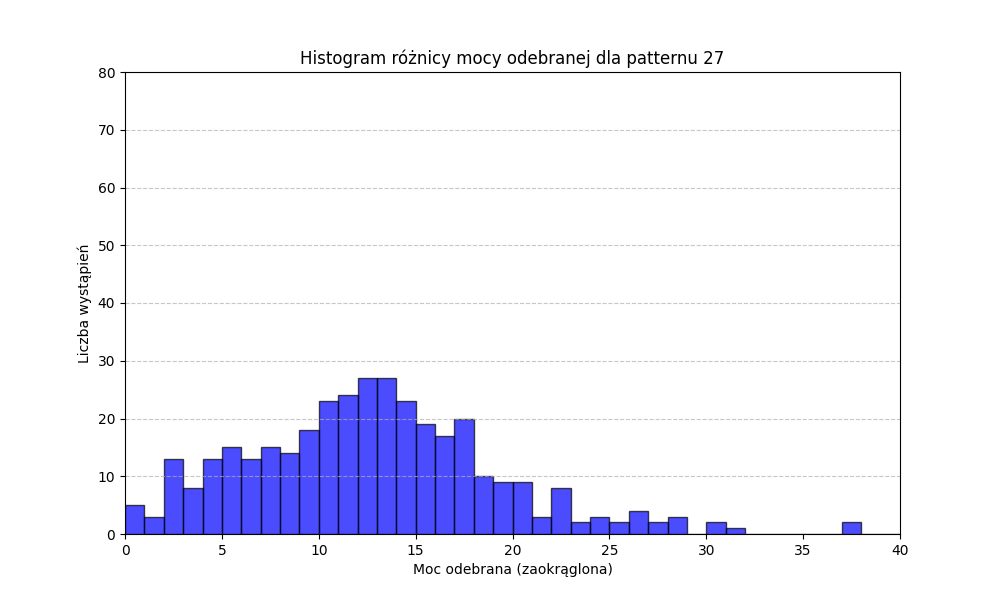 Histogram różnicy mocy odebranej dla patternu 27
80
70
60
50
40
30
20
10
0
Liczba wystąpień
0 5 10 15 20 25 30 35 40
Moc odebrana (zaokrąglona)